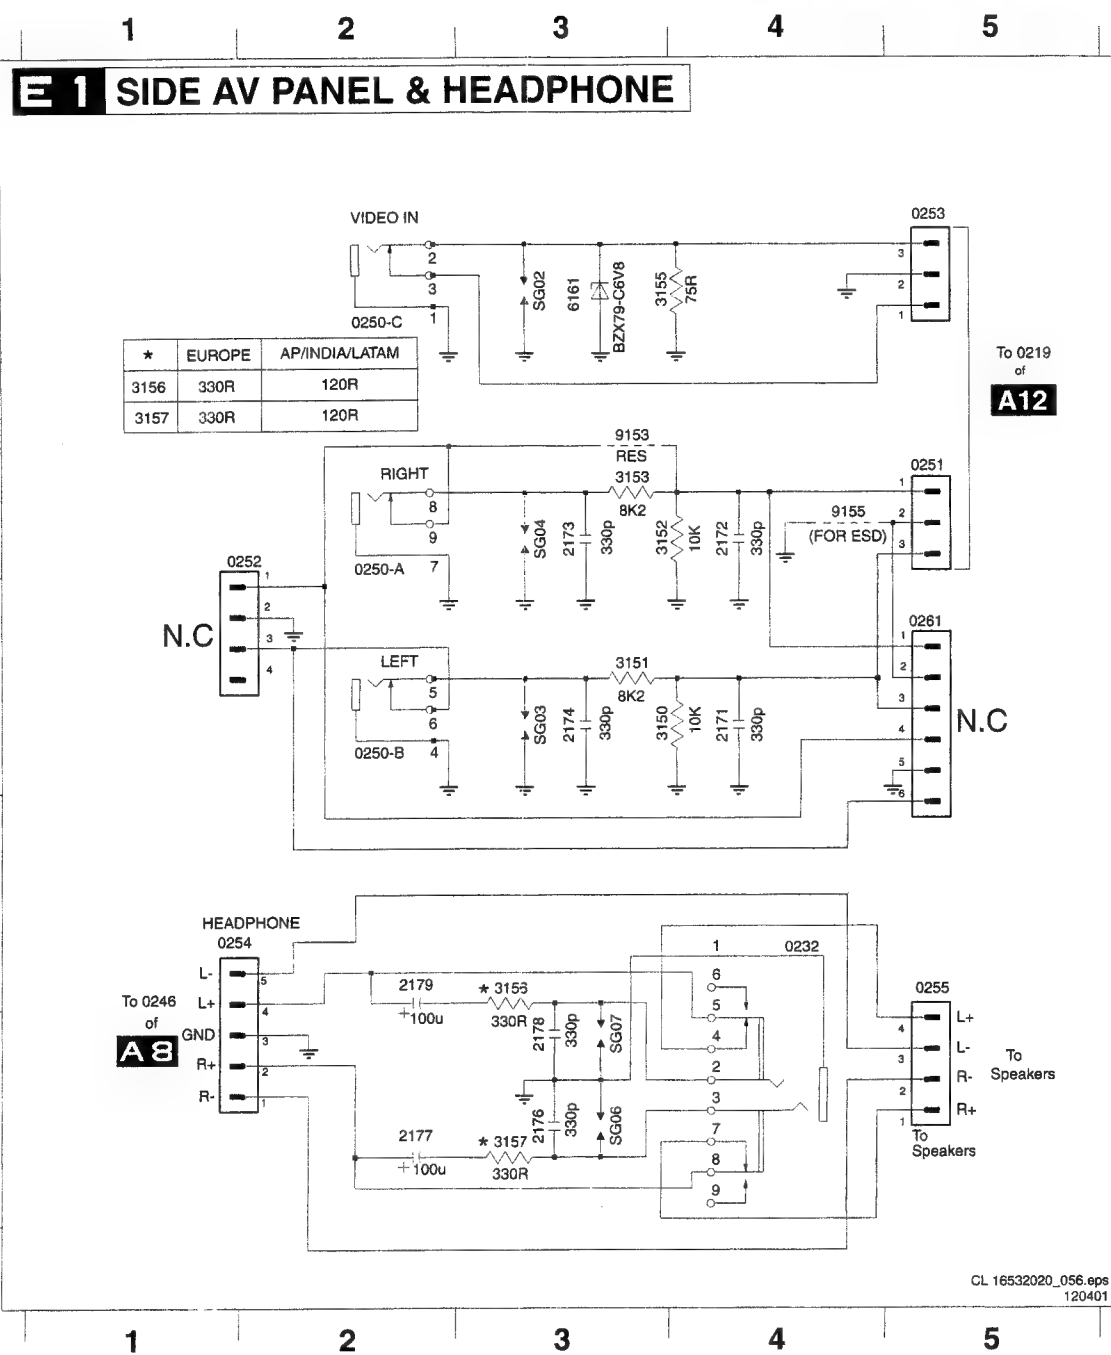 1 2 3 4 5
E 1 SIDE AV PANEL & HEADPHONE
VIDEO IN
2
3
1
0250-C
SG02
6161
BZX79-C6V8
3155
75R
0253
3
2
1
* EUROPE AP/INDIA/LATAM
3156 330R 120R
3157 330R 120R
To 0219
of
A12
9153
RES
RIGHT
8
9
7
0250-A
SG04
2173
330p
3153
8K2
3152
10K
2172
330p
9155
(FOR ESD)
0251
1
2
3
0252
1
2
3
4
N.C
LEFT
5
6
4
0250-B
SG03
2174
330p
3151
8K2
3150
10K
2171
330p
0261
1
2
3
4
5
6
N.C
HEADPHONE
0254
L- 5
L+ 4
GND 3
R+ 2
R- 1
To 0246
of
A8
2179
+100u
* 3156
330R
2178
330p
SG07
2176
330p
SG06
2177
+100u
* 3157
330R
1
0232
6
5
4
2
3
7
8
9
0255
4 L+
3 L-
2 R-
1 R+
To
Speakers
To
Speakers
CL 16532020_056.eps
120401
1 2 3 4 5